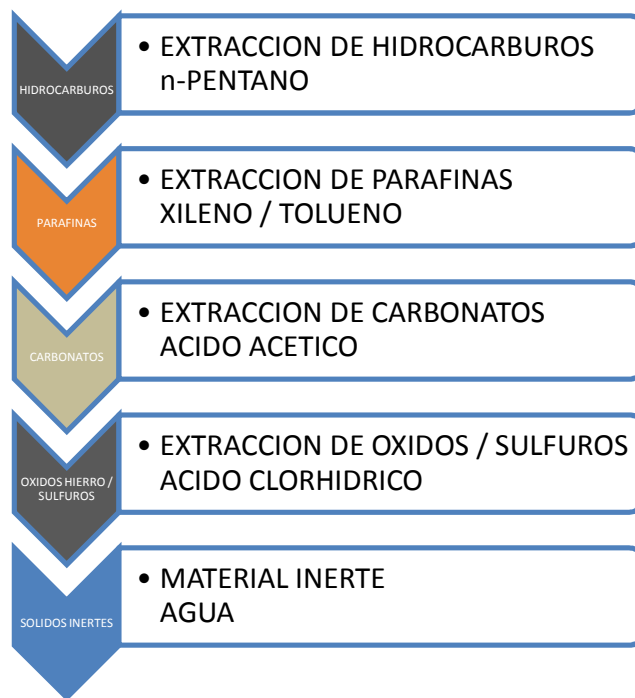 HIDROCARBUROS
• EXTRACCION DE HIDROCARBUROS
n-PENTANO
PARAFINAS
• EXTRACCION DE PARAFINAS
XILENO / TOLUENO
CARBONATOS
• EXTRACCION DE CARBONATOS
ACIDO ACETICO
OXIDOS HIERRO /
SULFUROS
• EXTRACCION DE OXIDOS / SULFUROS
ACIDO CLORHIDRICO
SOLIDOS INERTES
• MATERIAL INERTE
AGUA